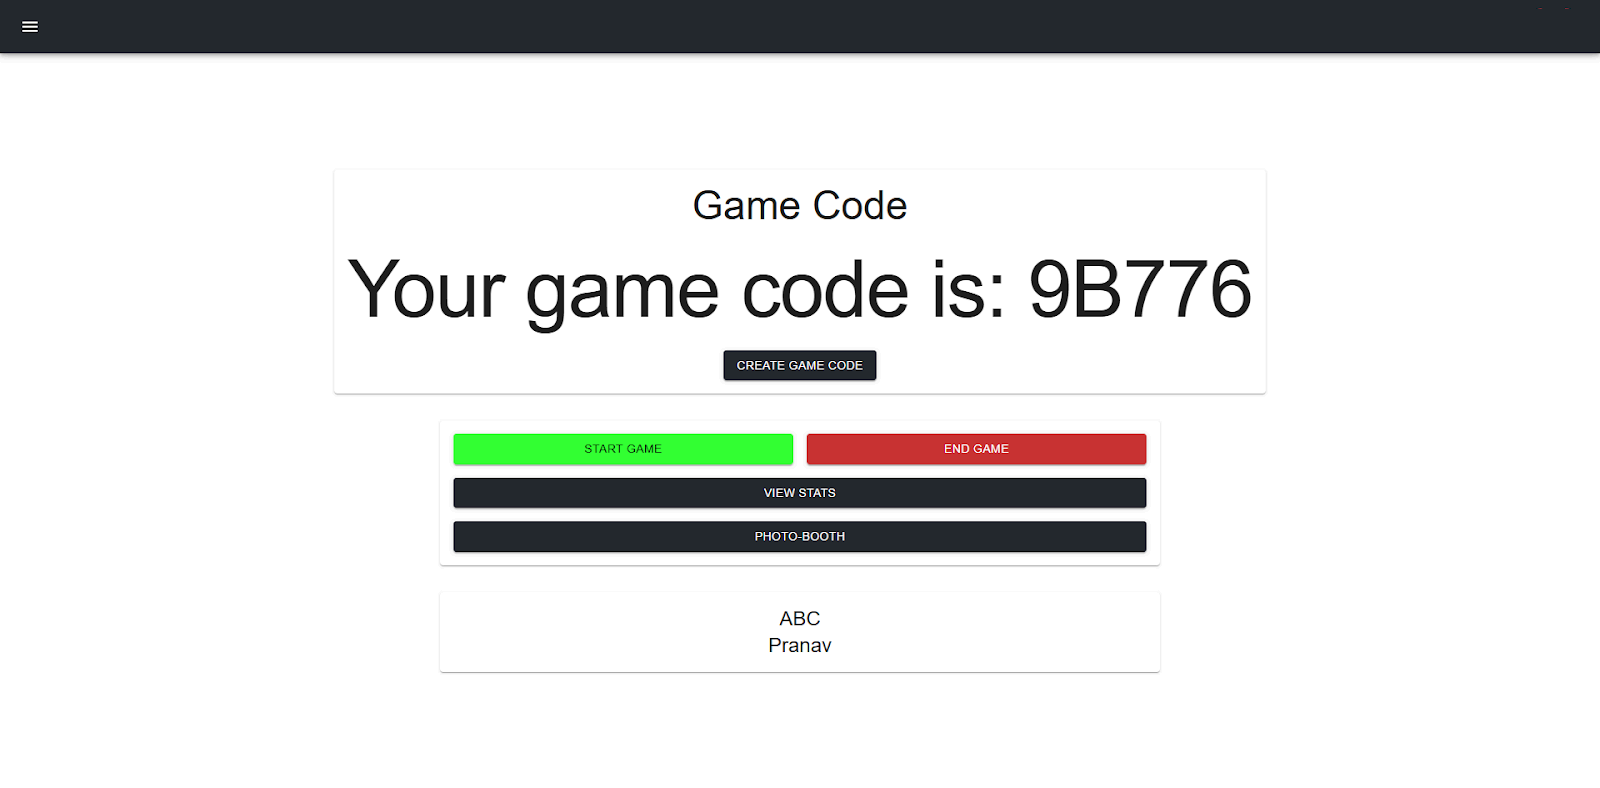 Game Code
Your game code is: 9B776
CREATE GAME CODE
START GAME
END GAME
VIEW STATS
PHOTO-BOOTH
ABC
Pranav